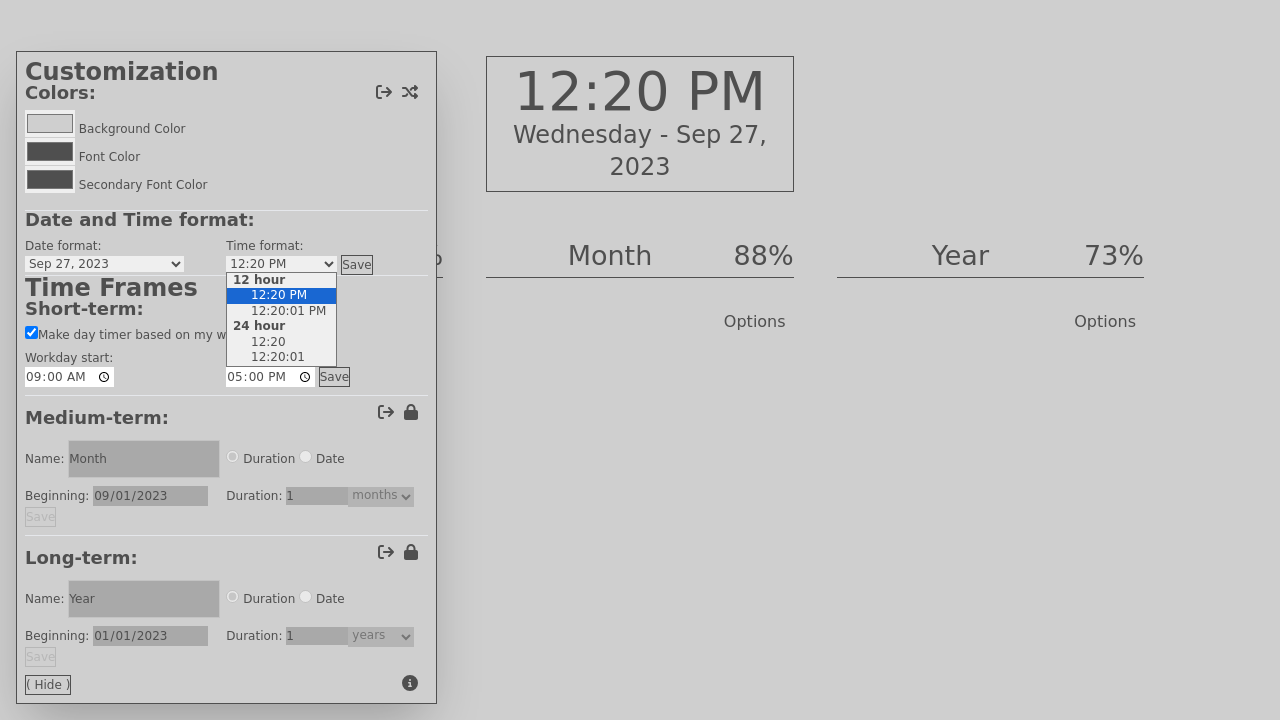 Customization
Colors:
Background Color
Font Color
Secondary Font Color
Date and Time format:
Date format:
Time format:
Sep 27, 2023
12:20 PM
Save
12 hour
12:20 PM
12:20:01 PM
24 hour
12:20
12:20:01
Time Frames
Short-term:
Make day timer based on my w
Workday start:
09:00 AM
05:00 PM
Save
Medium-term:
Name: Month
Duration
Date
Beginning: 09/01/2023
Duration: 1 months
Save
Long-term:
Name: Year
Duration
Date
Beginning: 01/01/2023
Duration: 1 years
Save
( Hide )
12:20 PM
Wednesday - Sep 27,
2023
Month 88%
Options
Year 73%
Options